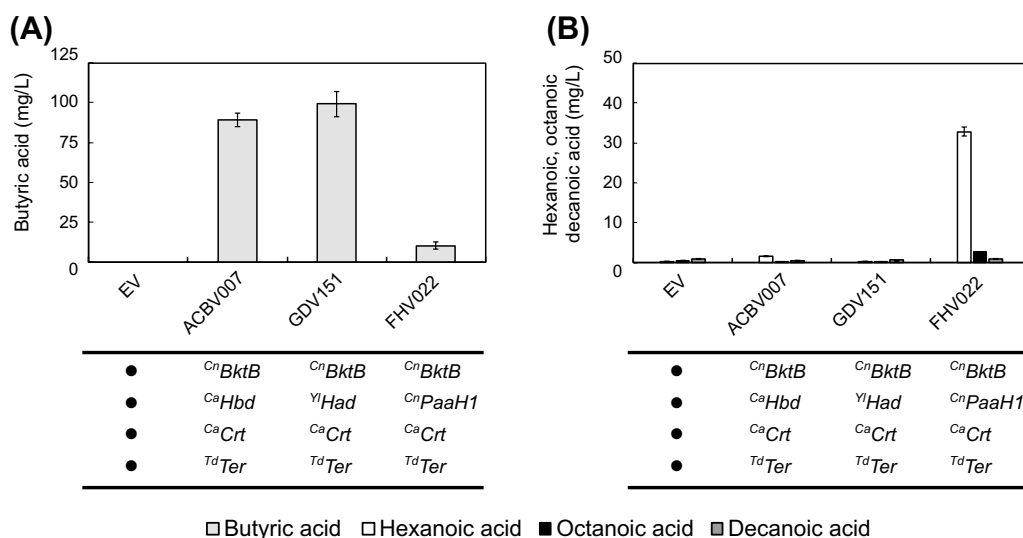 (A)
Butyric acid (mg/L)
125
100
75
50
25
0
EV
ACBV007
GDV151
FHV022
● CnBktB CnBktB CnBktB
● CaHbd YlHad CnPaaH1
● CaCrt CaCrt CaCrt
● TdTer TdTer TdTer
(B)
Hexanoic, octanoic
decanoic acid (mg/L)
50
40
30
20
10
0
EV
ACBV007
GDV151
FHV022
● CnBktB CnBktB CnBktB
● CaHbd YlHad CnPaaH1
● CaCrt CaCrt CaCrt
● TdTer TdTer TdTer
Butyric acid Hexanoic acid Octanoic acid Decanoic acid